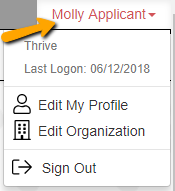 Molly Applicant
Thrive
Last Logon: 06/12/2018
Edit My Profile
Edit Organization
Sign Out